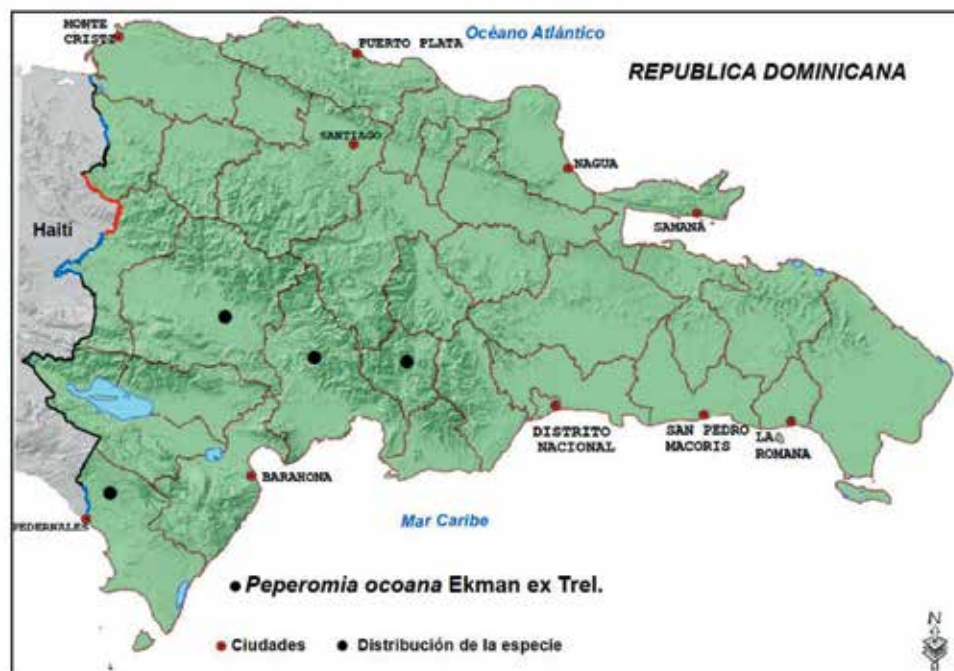 MONTE
CRISTI
Océano Atlántico
PUERTO PLATA
REPUBLICA DOMINICANA
SANTIAGO
NAGUA
Haití
SAMANÁ
DISTRITO
NACIONAL
SAN PEDRO
MACORIS
LA
ROMANA
BARAHONA
PEDERNALES
Mar Caribe
Peperomia ocoana Ekman ex Trel.
Ciudades
Distribución de la especie
N